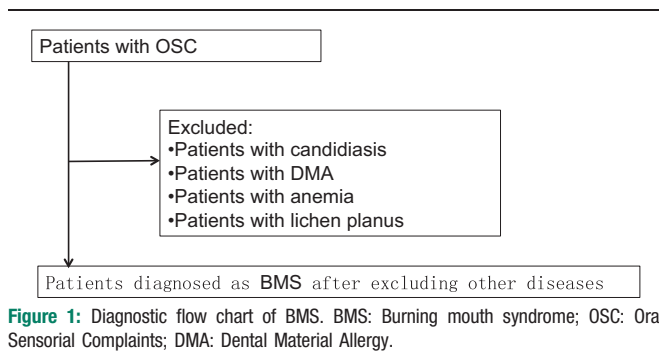 Patients with OSC
Excluded:
•Patients with candidiasis
•Patients with DMA
•Patients with anemia
•Patients with lichen planus
Patients diagnosed as BMS after excluding other diseases
Figure 1: Diagnostic flow chart of BMS. BMS: Burning mouth syndrome; OSC: Ora
Sensorial Complaints; DMA: Dental Material Allergy.